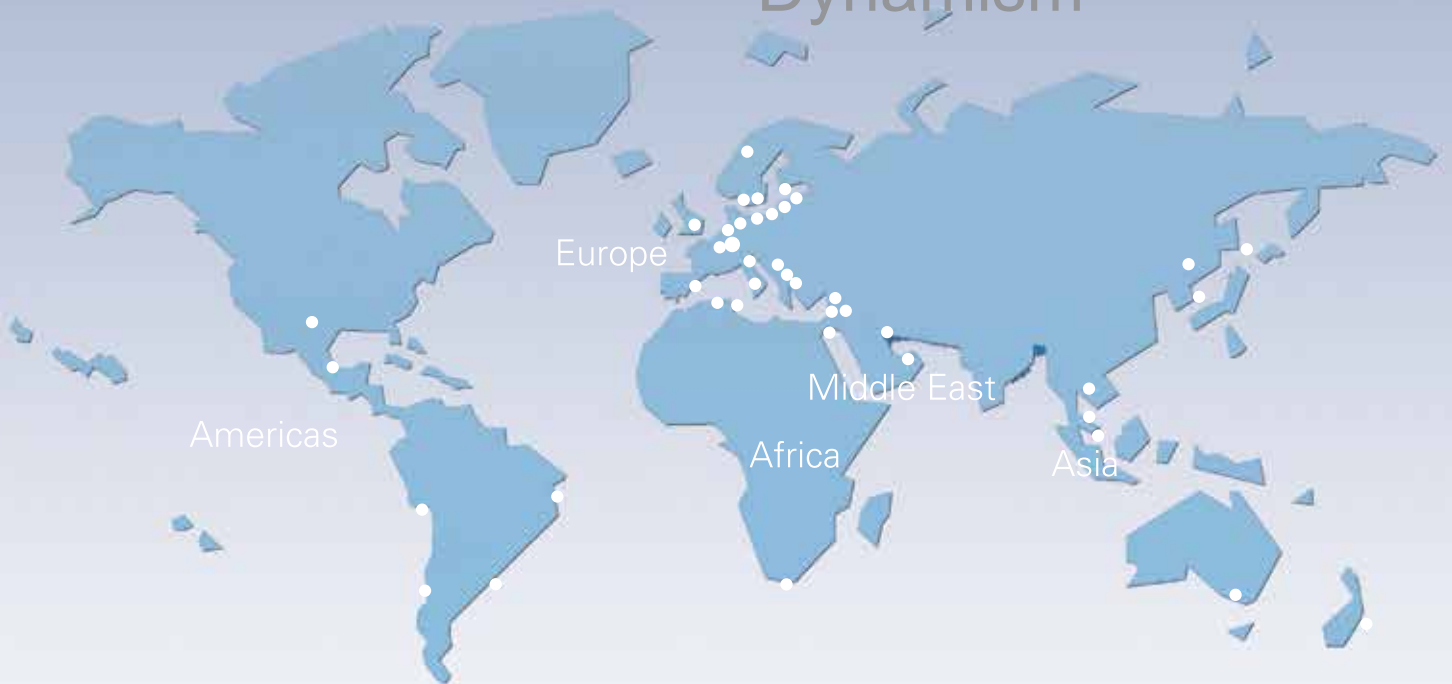 Dynamism
Europe
Middle East
Americas
Africa
Asia